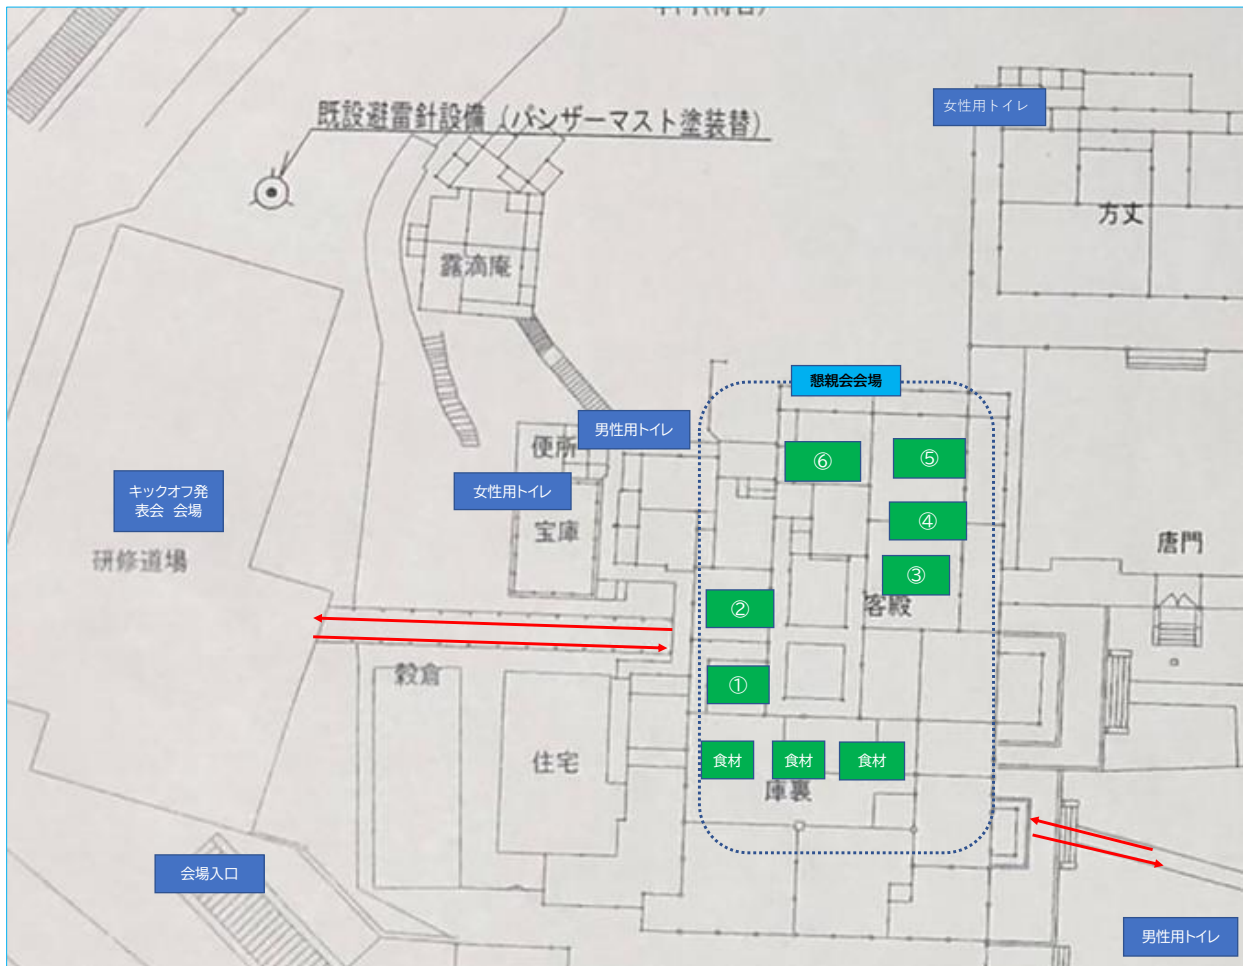 女性用トイレ
既設避雷針設備(パンザーマスト塗装替)
方丈
露滴庵
懇親会会場
男性用トイレ
便所
⑥
⑤
キックオフ発
表会 会場
女性用トイレ
宝庫
④
唐門
研修道場
③
②
客殿
穀倉
①
住宅
食材
食材
食材
庫裏
会場入口
男性用トイレ